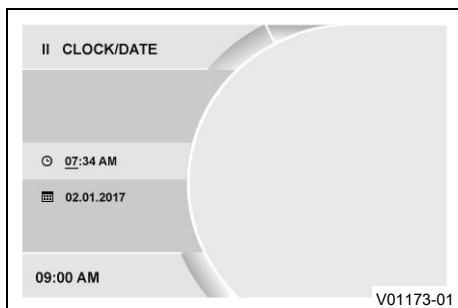 II CLOCK/DATE
07:34 AM
02.01.2017
09:00 AM
V01173-01